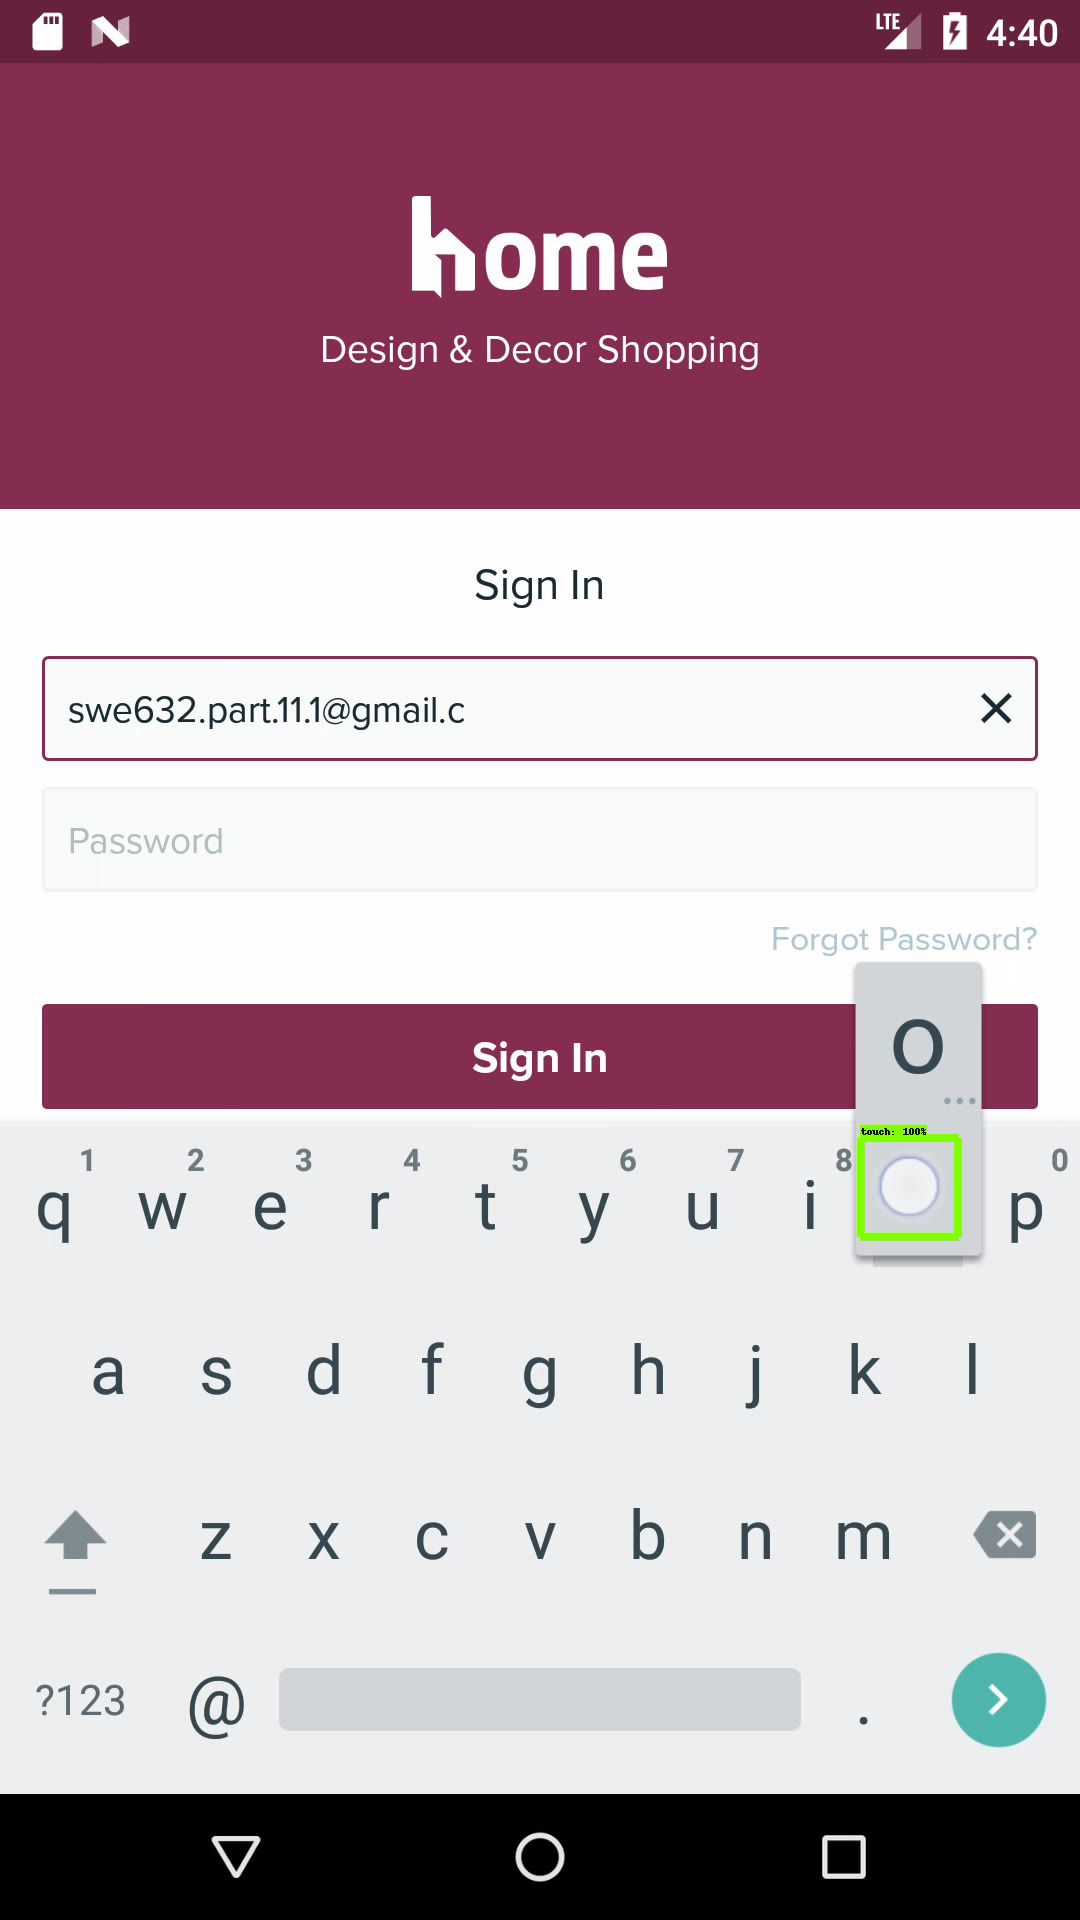 LTE 4:40
home
Design & Decor Shopping
Sign In
swe632.part.11.1@gmail.c
Password
Forgot Password?
Sign In
o
touch: 100%
1 2 3 4 5 6 7 8 0
q w e r t y u i p
a s d f g h j k l
z x c v b n m
?123 @ .